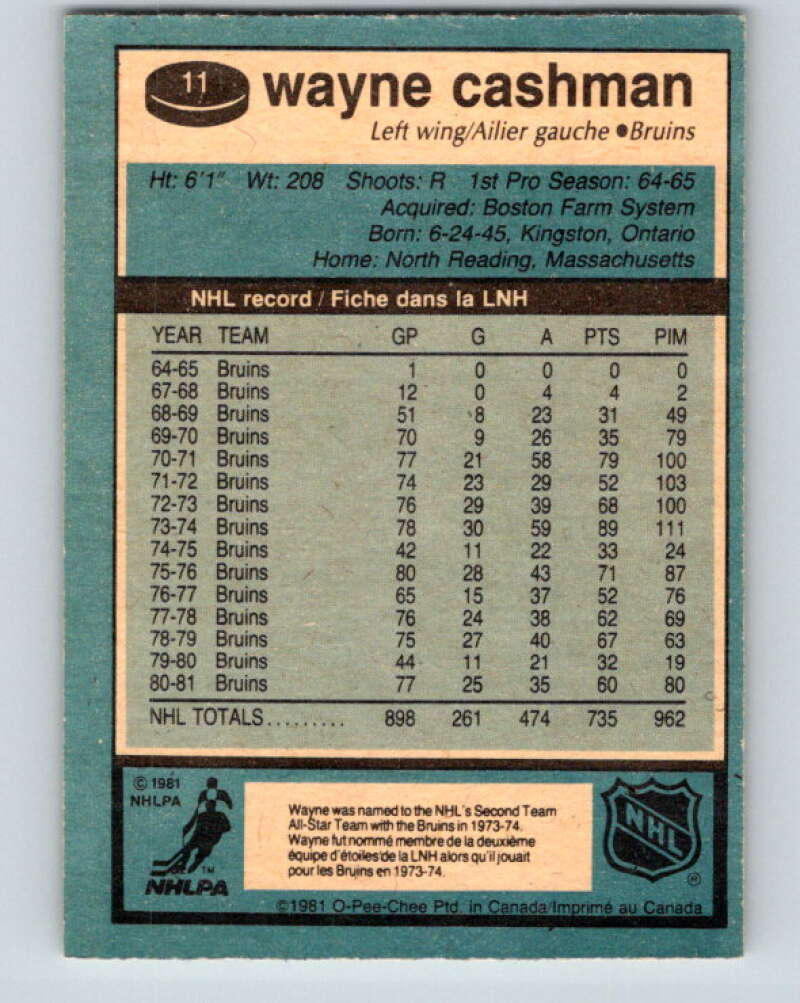 11 wayne cashman
Left wing/Ailier gauche ●Bruins
Ht: 6'1" Wt: 208 Shoots: R 1st Pro Season: 64-65
Acquired: Boston Farm System
Born: 6-24-45, Kingston, Ontario
Home: North Reading, Massachusetts
NHL record / Fiche dans la LNH
YEAR TEAM GP G A PTS PIM
64-65 Bruins 1 0 0 0 0
67-68 Bruins 12 0 4 4 2
68-69 Bruins 51 8 23 31 49
69-70 Bruins 70 9 26 35 79
70-71 Bruins 77 21 58 79 100
71-72 Bruins 74 23 29 52 103
72-73 Bruins 76 29 39 68 100
73-74 Bruins 78 30 59 89 111
74-75 Bruins 42 11 22 33 24
75-76 Bruins 80 28 43 71 87
76-77 Bruins 65 15 37 52 76
77-78 Bruins 76 24 38 62 69
78-79 Bruins 75 27 40 67 63
79-80 Bruins 44 11 21 32 19
80-81 Bruins 77 25 35 60 80
NHL TOTALS......... 898 261 474 735 962
© 1981
NHLPA
TM
NHLPA
Wayne was named to the NHL's Second Team
All-Star Team with the Bruins in 1973-74.
Wayne fut nommé membre de la deuxième
équipe d'étoiles de la LNH alors qu'il jouait
pour les Bruins en 1973-74.
NHL
®
©1981 O-Pee-Chee Ptd. in Canada/Imprimé au Canada